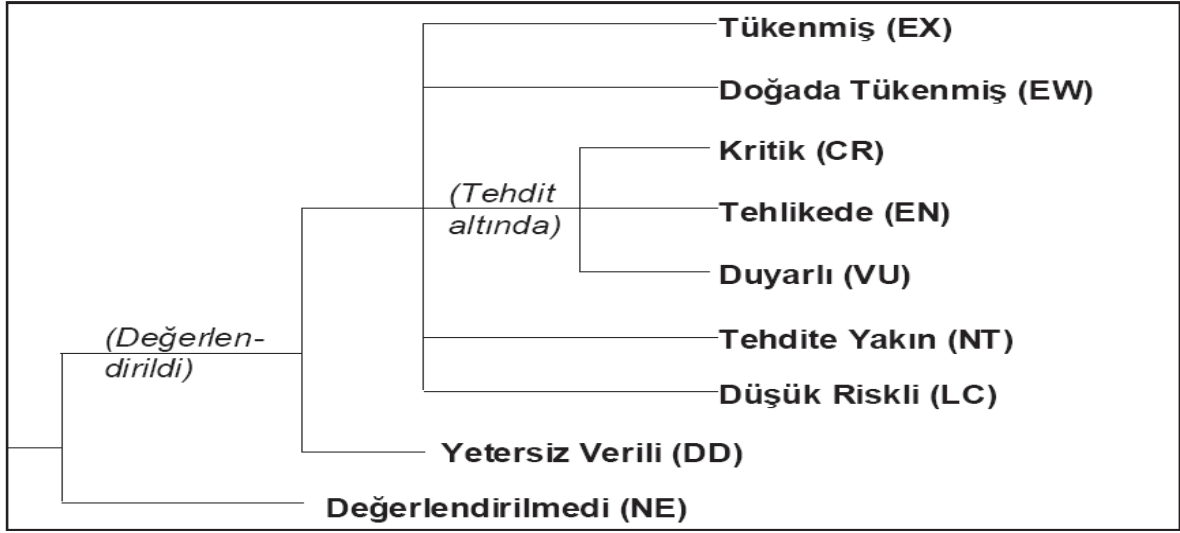 Tükenmiş (EX)
Doğada Tükenmiş (EW)
Kritik (CR)
(Tehdit
altında)
Tehlikede (EN)
Duyarlı (VU)
(Değerlen-
dirildi)
Tehdite Yakın (NT)
Düşük Riskli (LC)
Yetersiz Verili (DD)
Değerlendirilmedi (NE)